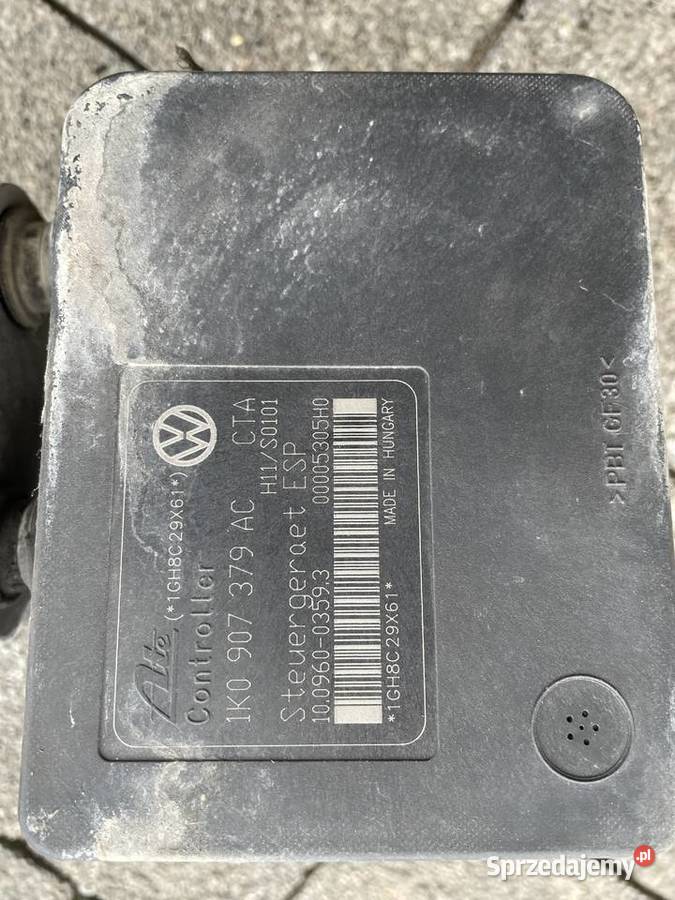 Ate (*1GH8C29X61*)
Controller
1K0 907 379 AC CTA
H11/S0101
Steuergeraet ESP
10.0960-0359.3 00005305H0
*1GH8C29X61* MADE IN HUNGARY
>PBT GF30<
Sprzedajemy.pl